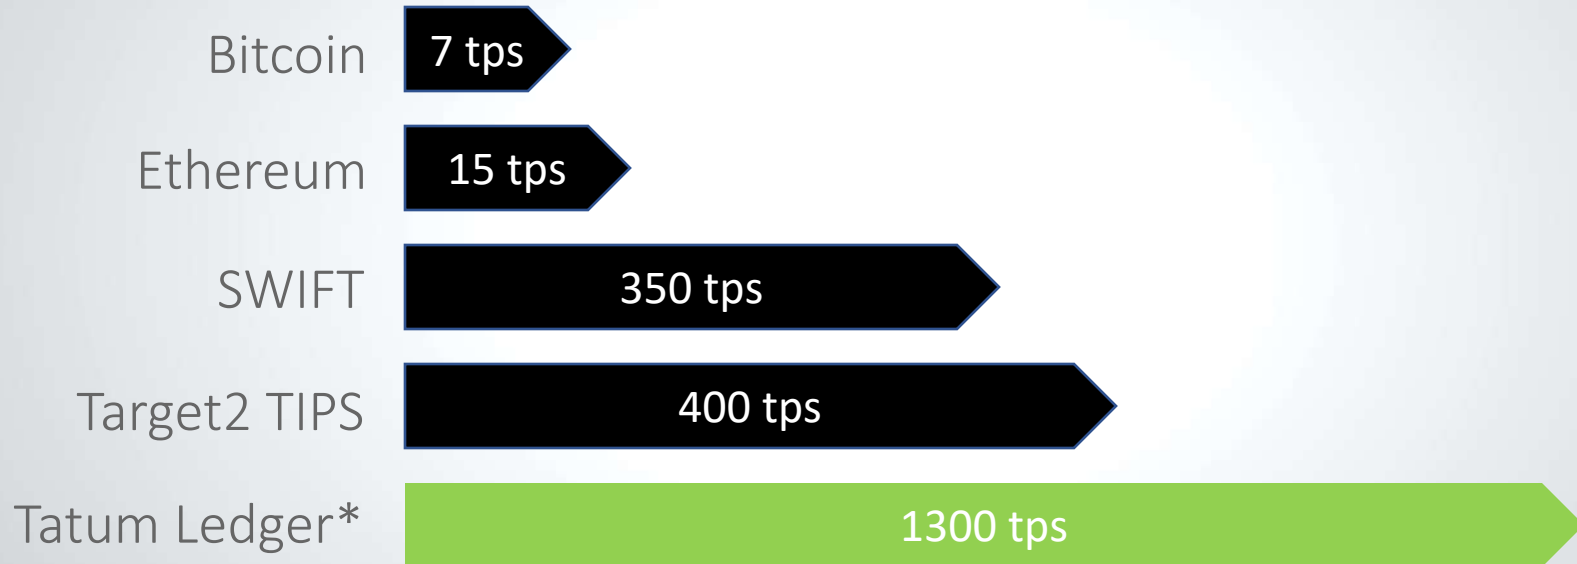 Bitcoin 7 tps
Ethereum 15 tps
SWIFT 350 tps
Target2 TIPS 400 tps
Tatum Ledger* 1300 tps